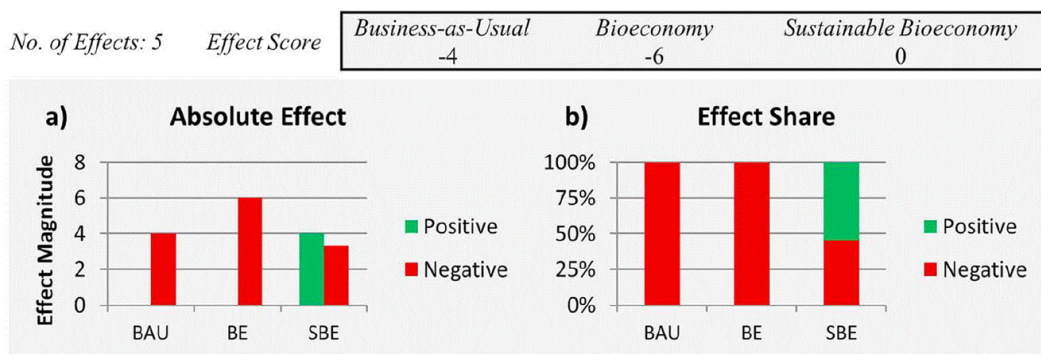 No. of Effects: 5 Effect Score
Business-as-Usual Bioeconomy Sustainable Bioeconomy
-4 -6 0
a) Absolute Effect
Effect Magnitude
8
6
4
2
0
BAU BE SBE
Positive
Negative
b) Effect Share
100%
75%
50%
25%
0%
BAU BE SBE
Positive
Negative